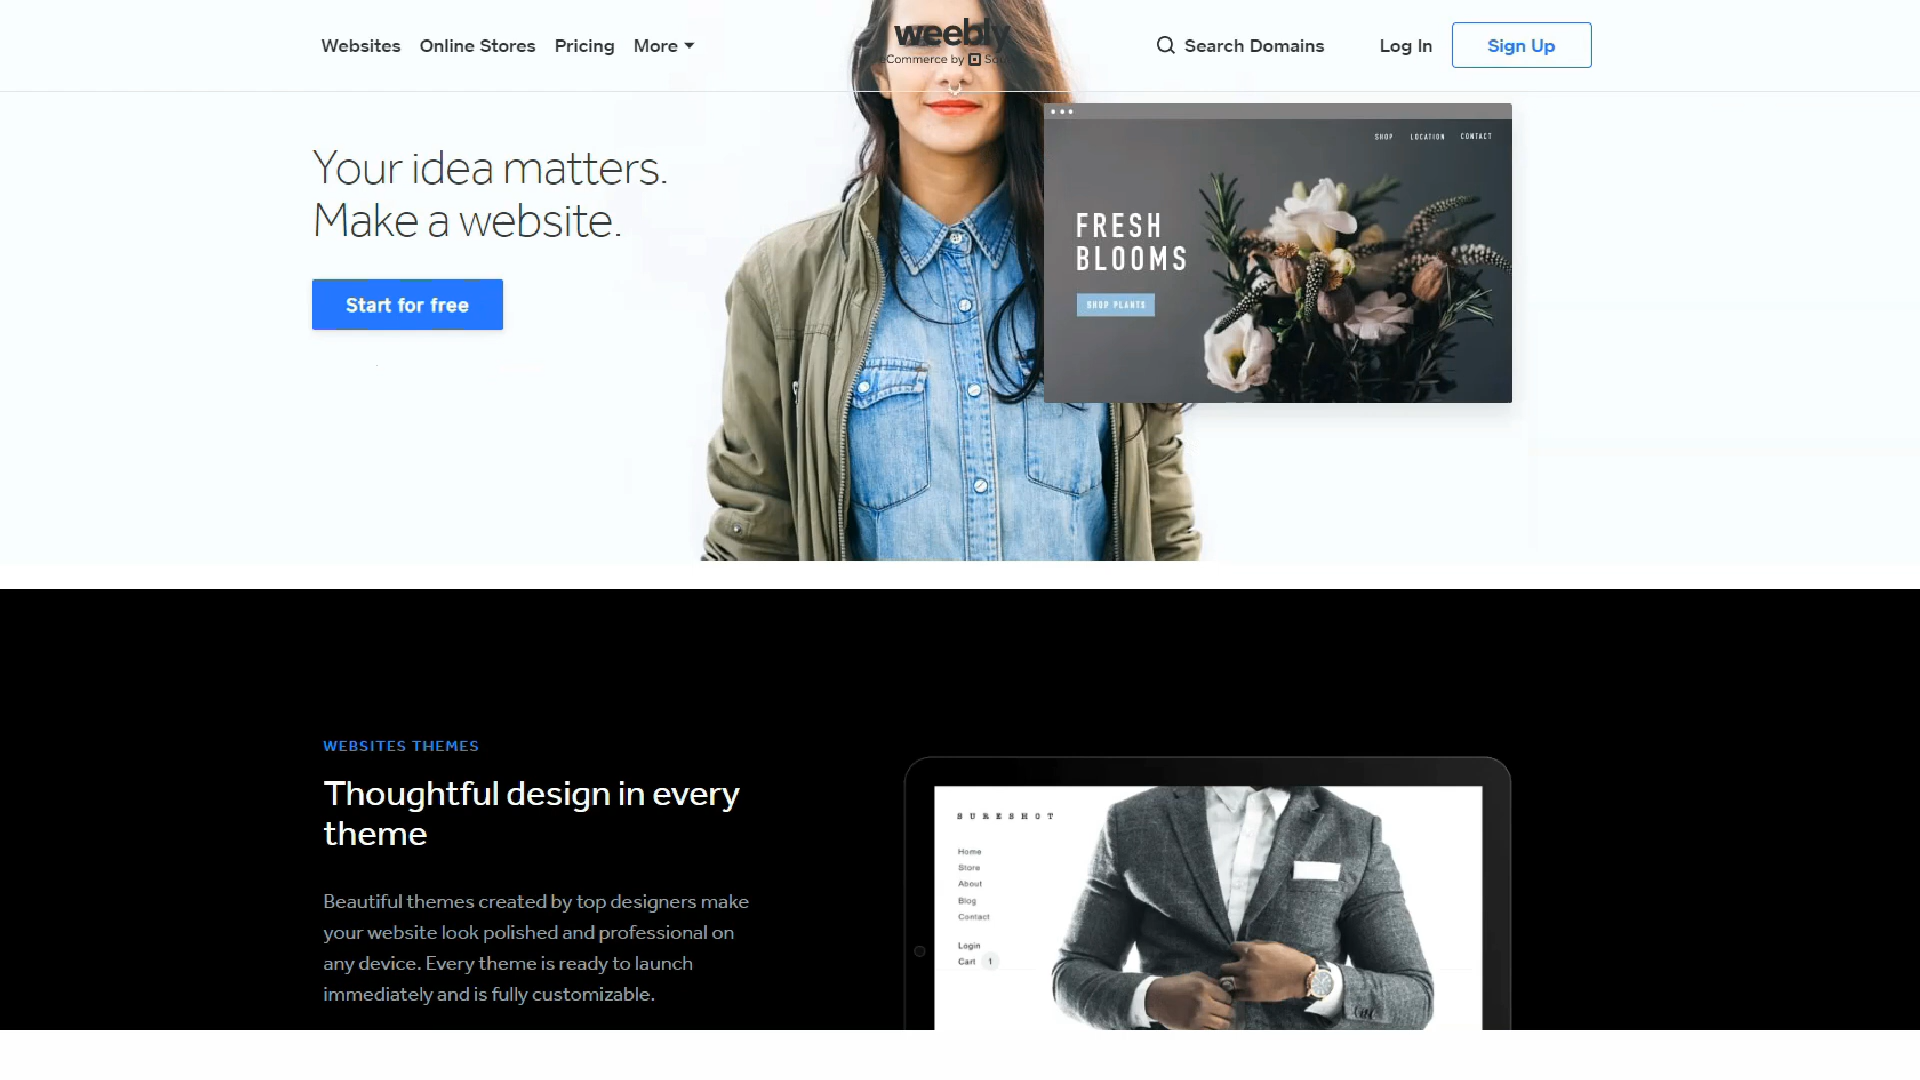 Websites Online Stores Pricing More
weebly
eCommerce by
Search Domains Log In Sign Up
Your idea matters.
Make a website.
Start for free
SHOP LOCATION CONTACT
FRESH
BLOOMS
SHOP PLANTS
WEBSITES THEMES
Thoughtful design in every
theme
Beautiful themes created by top designers make
your website look polished and professional on
any device. Every theme is ready to launch
immediately and is fully customizable.
SURESHOT
Home
Store
About
Blog
Contact
Login
Cart 1